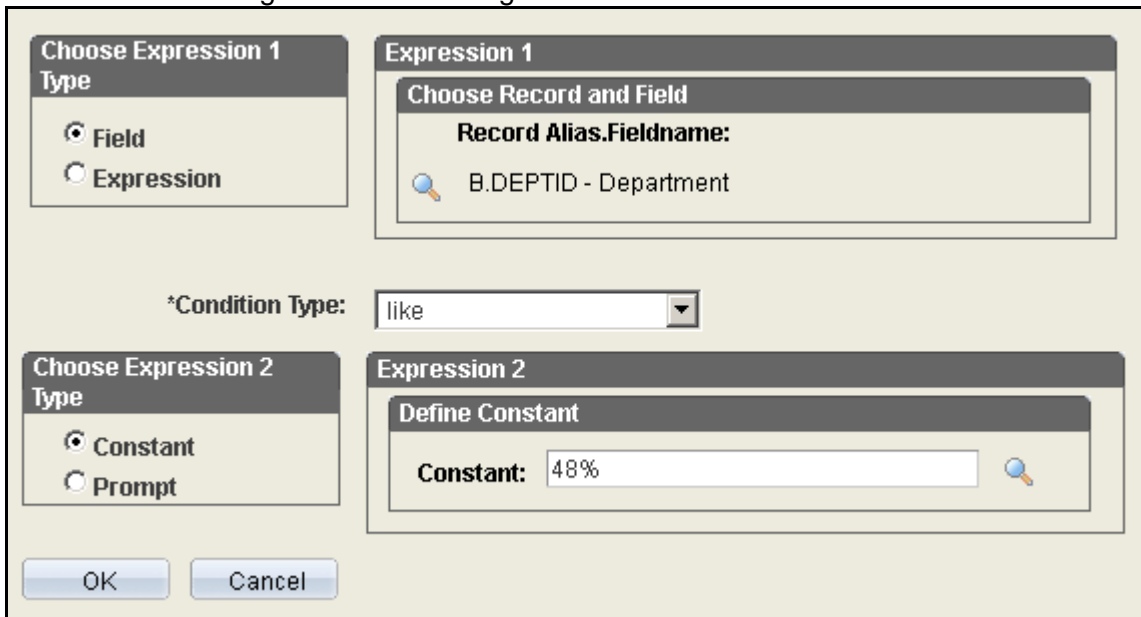 Choose Expression 1
Type
Field
Expression
Expression 1
Choose Record and Field
Record Alias.Fieldname:
B.DEPTID - Department
*Condition Type:
like
Choose Expression 2
Type
Constant
Prompt
Expression 2
Define Constant
Constant: 48%
OK
Cancel